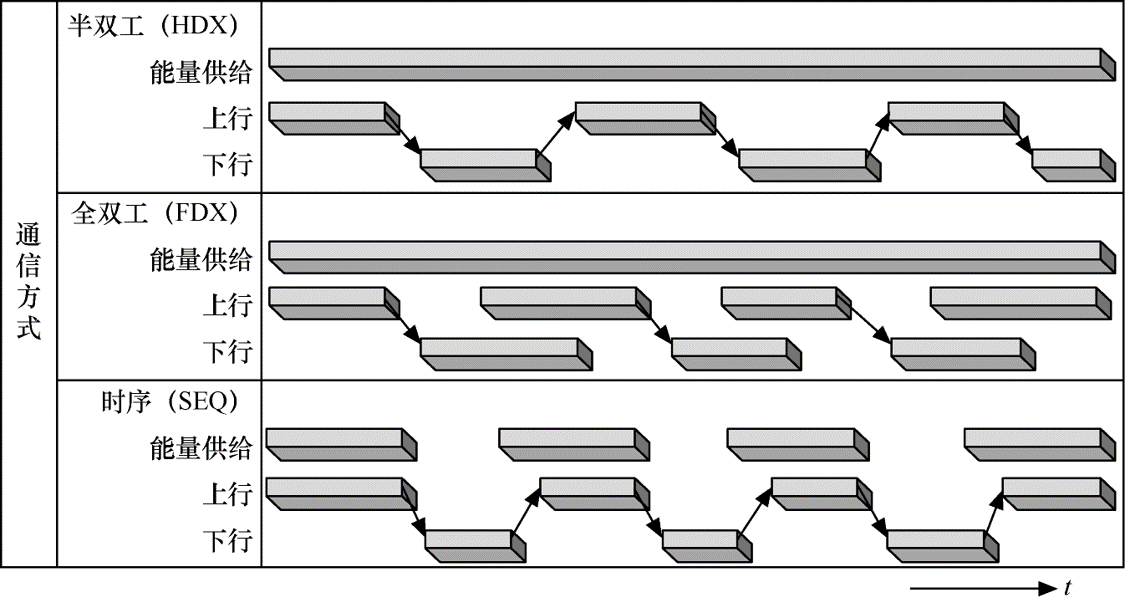 通信方式
半双工（HDX）
能量供给
上行
下行
全双工（FDX）
能量供给
上行
下行
时序（SEQ）
能量供给
上行
下行
t